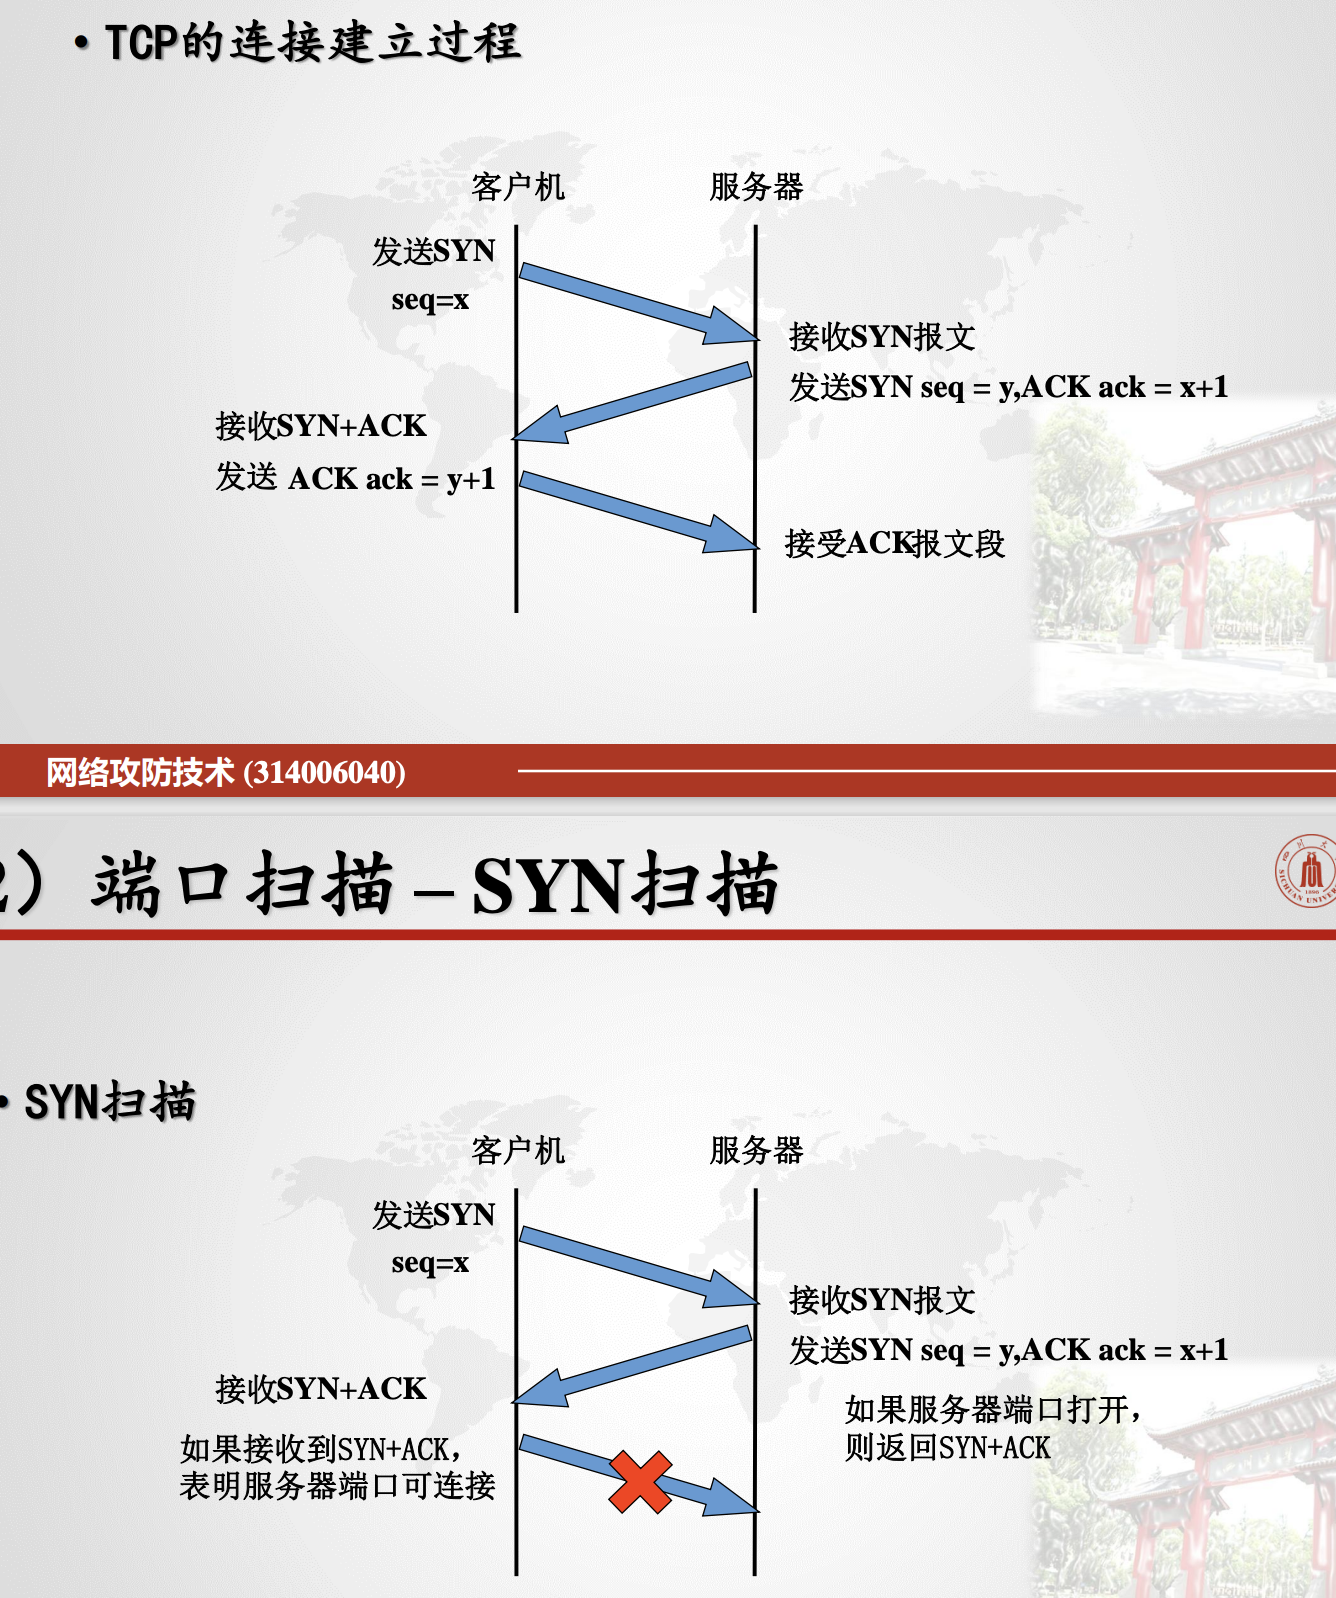 • TCP的连接建立过程
客户机
服务器
发送SYN
seq=x
接收SYN报文
发送SYN seq = y,ACK ack = x+1
接收SYN+ACK
发送 ACK ack = y+1
接受ACK报文段
网络攻防技术 (314006040)
2）端口扫描 – SYN扫描
• SYN扫描
客户机
服务器
发送SYN
seq=x
接收SYN报文
发送SYN seq = y,ACK ack = x+1
接收SYN+ACK
如果服务器端口打开，
则返回SYN+ACK
如果接收到SYN+ACK，
表明服务器端口可连接